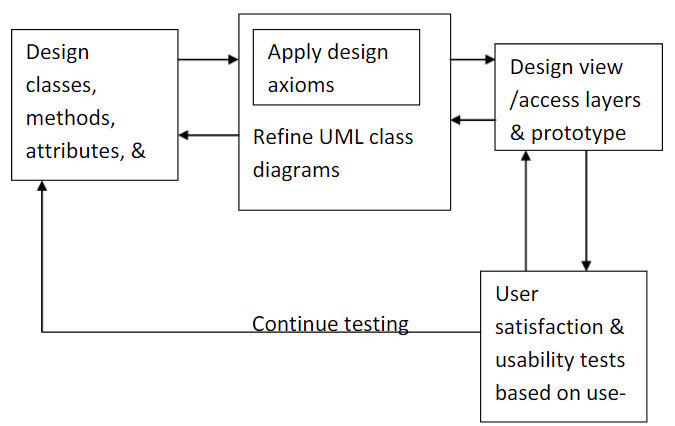 Design
classes,
methods,
attributes, &
Apply design
axioms
Refine UML class
diagrams
Design view
/access layers
& prototype
User
satisfaction &
usability tests
based on use-
Continue testing